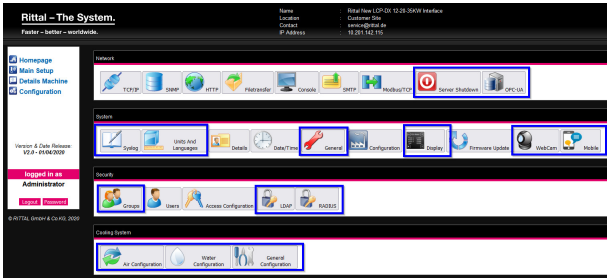 Rittal – The System.
Faster – better – worldwide.
Name : Rittal New LCP-DX 12-20-35KW Interface
Location : Customer Site
Contact : service@rittal.de
IP Address : 10.201.142.115
Homepage
Main Setup
Details Machine
Configuration
Version & Date Release:
V2.0 - 01/04/2020
logged in as
Administrator
Logout Password
© RITTAL GmbH & Co.KG, 2020
Network
TCP/IP SNMP HTTP Filetransfer Console SMTP Modbus/TCP Server Shutdown OPC-UA
System
Syslog Units And Languages Details Date/Time General Configuration Display Firmware Update WebCam Mobile
Security
Groups Users Access Configuration LDAP RADIUS
Cooling System
Air Configuration Water Configuration General Configuration